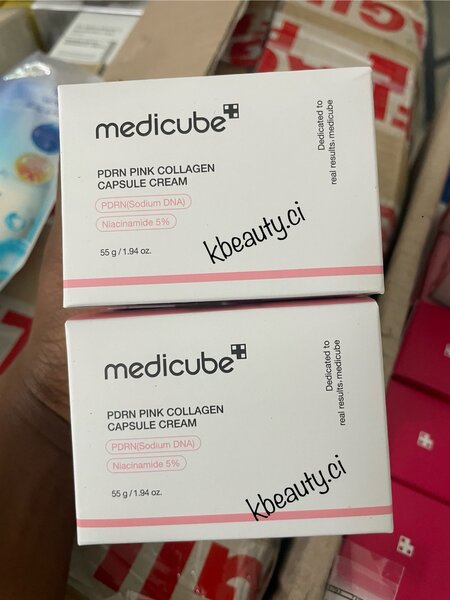 medicube
Dedicated to
real results, medicube
PDRN PINK COLLAGEN
CAPSULE CREAM
PDRN(Sodium DNA)
Niacinamide 5%
55 g / 1.94 oz.
kbeauty.ci
medicube
Dedicated to
real results, medicube
PDRN PINK COLLAGEN
CAPSULE CREAM
PDRN(Sodium DNA)
Niacinamide 5%
55 g / 1.94 oz.
kbeauty.ci